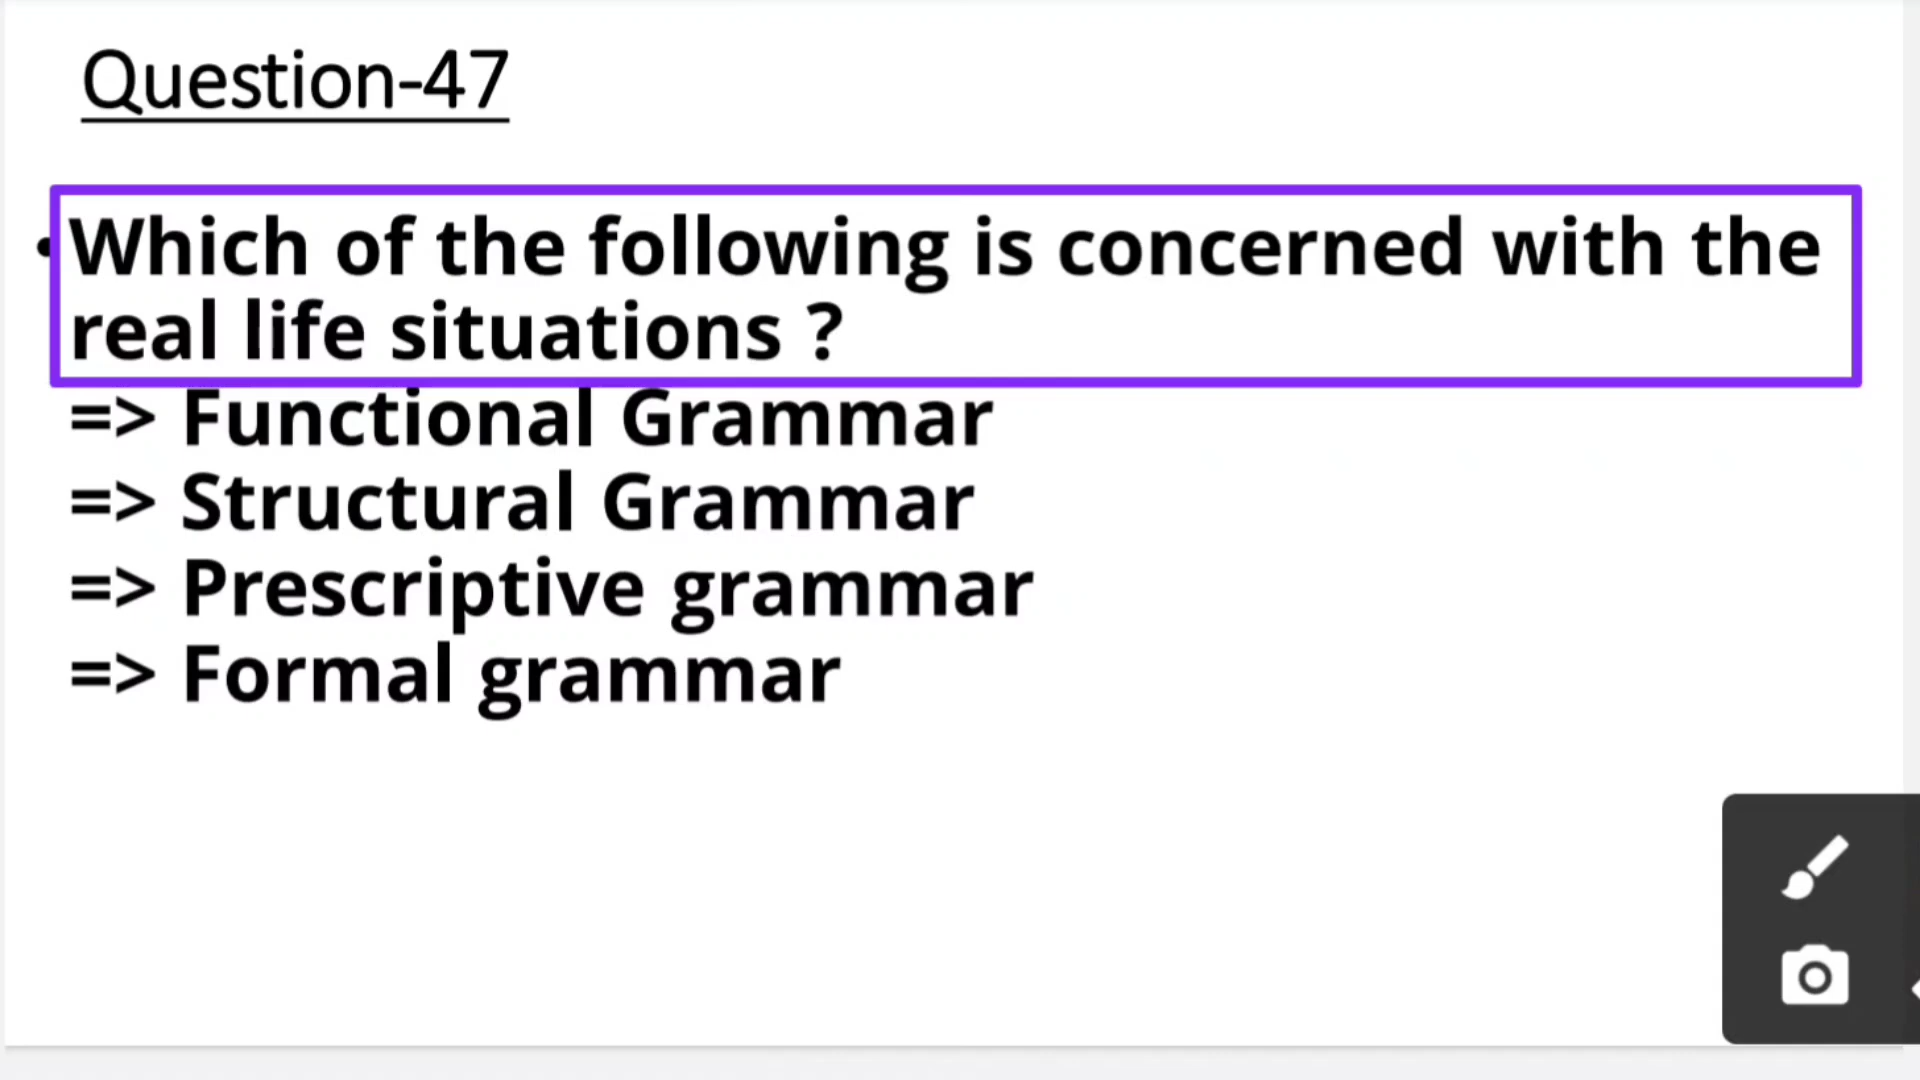 Question-47
• Which of the following is concerned with the
real life situations ?
=> Functional Grammar
=> Structural Grammar
=> Prescriptive grammar
=> Formal grammar